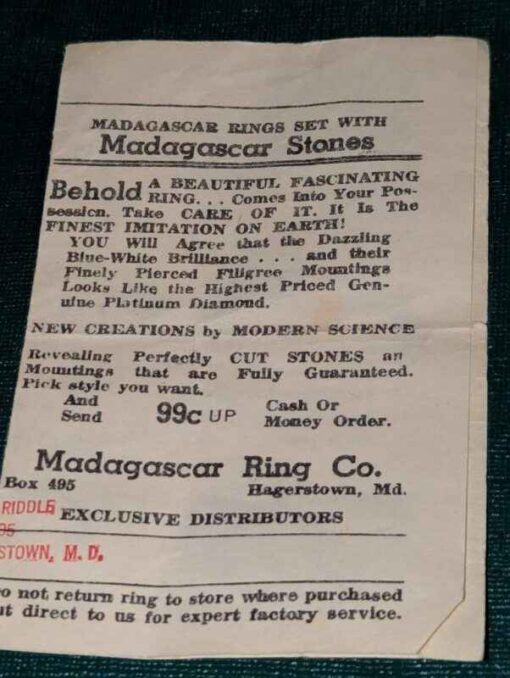 MADAGASCAR RINGS SET WITH
Madagascar Stones
Behold A BEAUTIFUL FASCINATING
RING... Comes Into Your Pos-
session. Take CARE OF IT. It Is The
FINEST IMITATION ON EARTH!
YOU Will Agree that the Dazzling
Blue-White Brilliance . . . and their
Finely Pierced Filigree Mountings
Looks Like the Highest Priced Gen-
uine Platinum Diamond.
NEW CREATIONS by MODERN SCIENCE
Revealing Perfectly CUT STONES an
Mountings that are Fully Guaranteed.
Pick style you want.
And
Send 99c UP Cash Or
Money Order.
Madagascar Ring Co.
Box 495 Hagerstown, Md.
RIDDLE
EXCLUSIVE DISTRIBUTORS
95
STOWN, M. D.
o not return ring to store where purchased
ut direct to us for expert factory service.